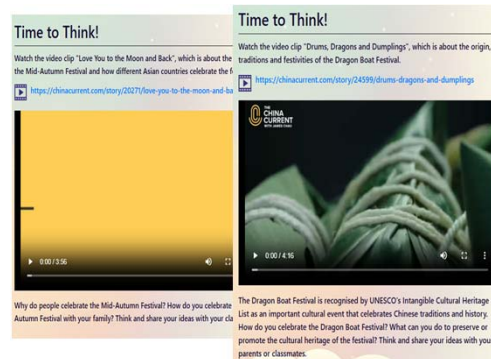 Time to Think!
Watch the video clip "Love You to the Moon and Back", which is about the
the Mid-Autumn Festival and how different Asian countries celebrate the
https://chinacurrent.com/story/20271/love-you-to-the-moon-and-ba
0:00 / 3:56
Why do people celebrate the Mid-Autumn Festival? How do you celebrate
Autumn Festival with your family? Think and share your ideas with your
Time to Think!
Watch the video clip "Drums, Dragons and Dumplings", which is about the origin,
traditions and festivities of the Dragon Boat Festival.
https://chinacurrent.com/story/24599/drums-dragons-and-dumplings
THE
CHINA
CURRENT
WITH JAMES CHAU
0:00 / 4:16
The Dragon Boat Festival is recognised by UNESCO's Intangible Cultural Heritage
List as an important cultural event that celebrates Chinese traditions and history.
How do you celebrate the Dragon Boat Festival? What can you do to preserve or
promote the cultural heritage of the festival? Think and share your ideas with your
parents or classmates.